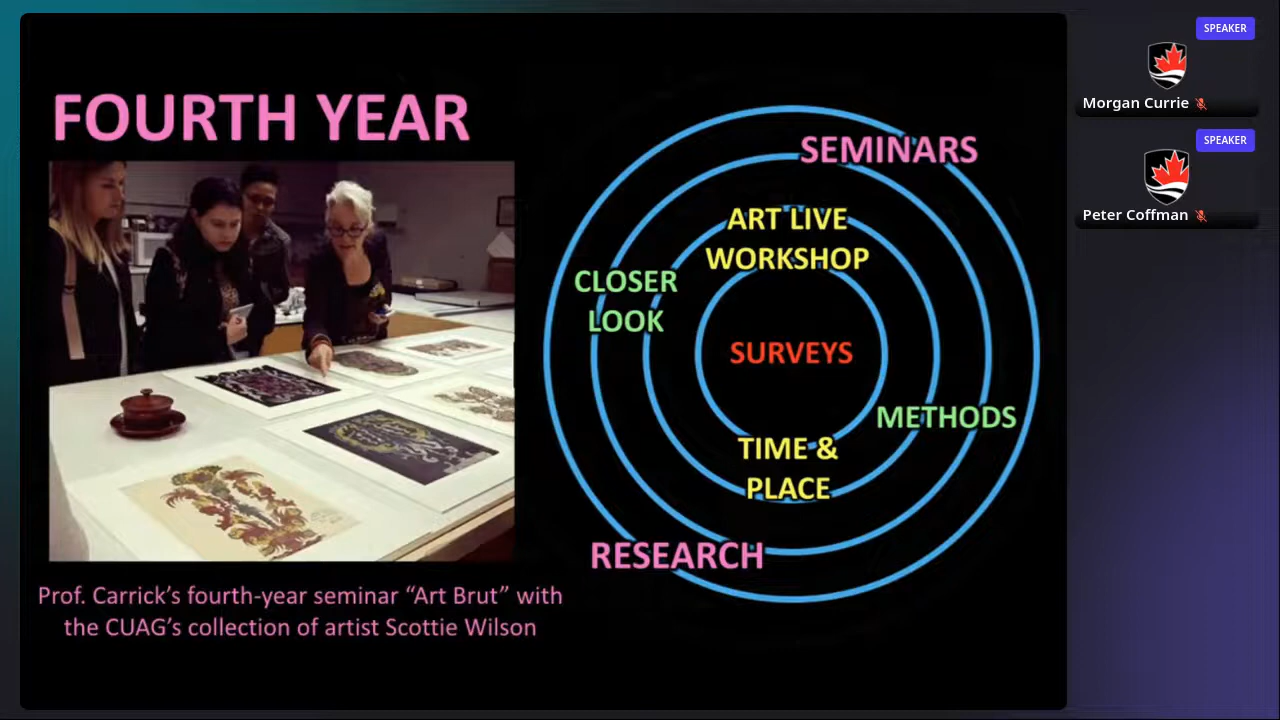 FOURTH YEAR
SEMINARS
ART LIVE
WORKSHOP
CLOSER
LOOK
SURVEYS
METHODS
TIME &
PLACE
RESEARCH
Prof. Carrick’s fourth-year seminar “Art Brut” with
the CUAG’s collection of artist Scottie Wilson
SPEAKER
Morgan Currie
SPEAKER
Peter Coffman